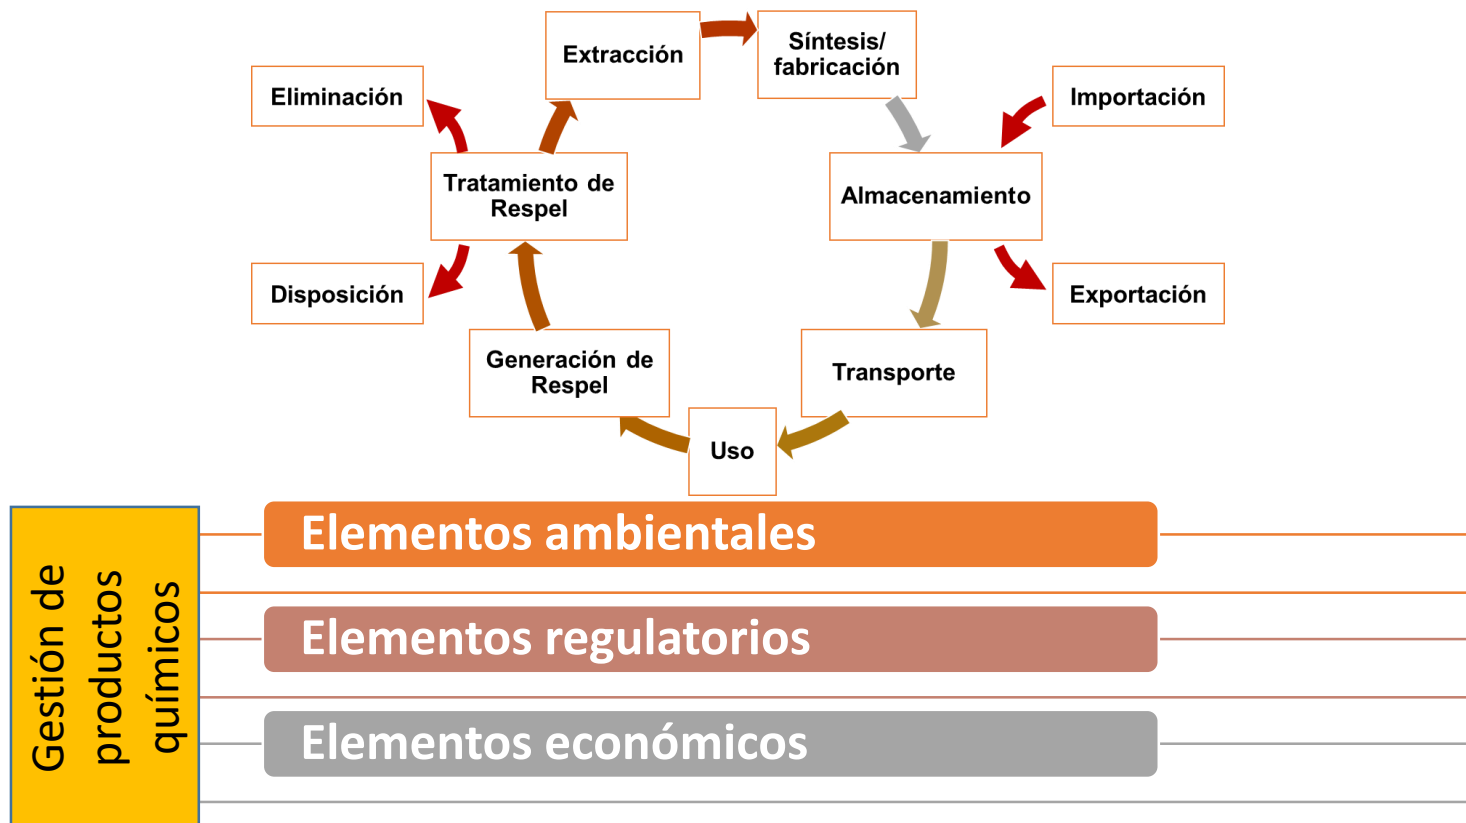 Extracción
Síntesis/
fabricación
Eliminación
Importación
Tratamiento de
Respel
Almacenamiento
Disposición
Exportación
Generación de
Respel
Transporte
Uso
Gestión de
productos
químicos
Elementos ambientales
Elementos regulatorios
Elementos económicos